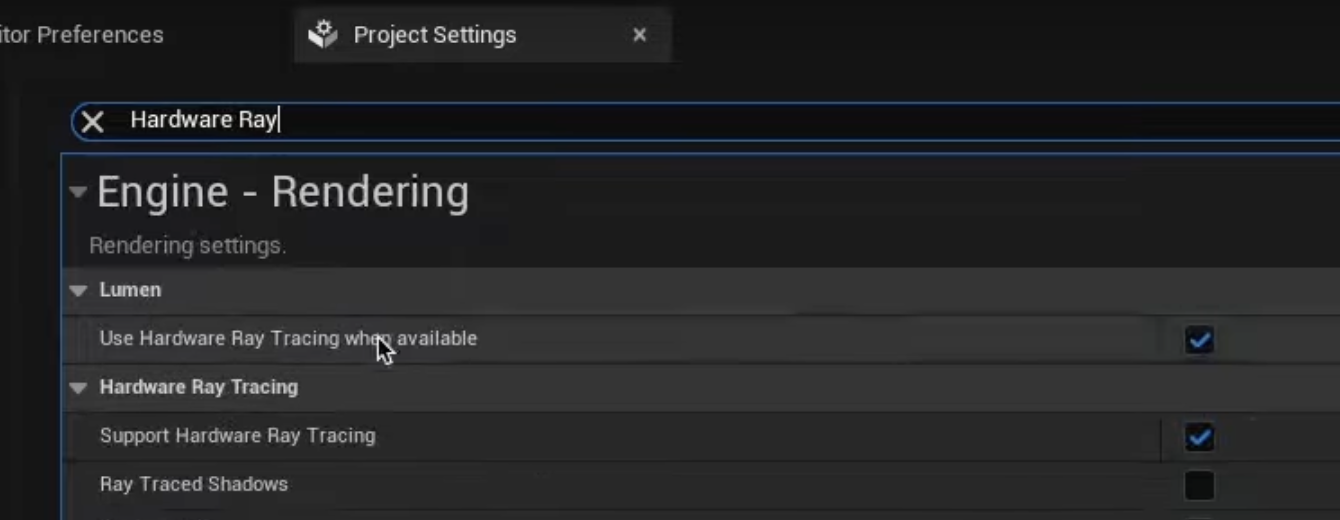 itor Preferences
Project Settings
Hardware Ray
Engine - Rendering
Rendering settings.
Lumen
Use Hardware Ray Tracing when available
Hardware Ray Tracing
Support Hardware Ray Tracing
Ray Traced Shadows